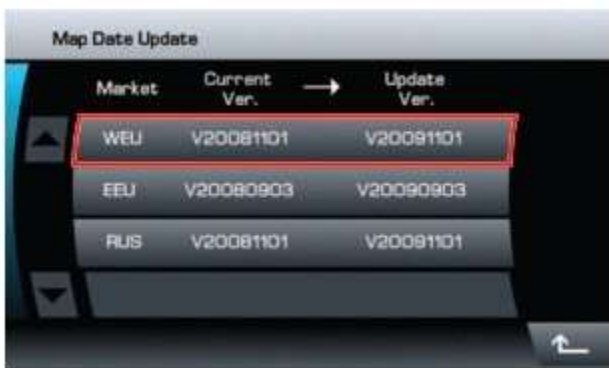 Map Date Update
Market Current Ver. → Update Ver.
WEU V20081101 V20091101
EEU V20080903 V20090903
RUS V20081101 V20091101